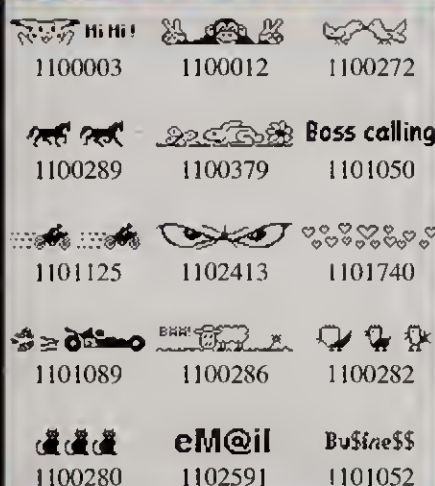 Hi Hi !
1100003 1100012 1100272
Boss calling
1100289 1100379 1101050
1101125 1102413 1101740
BHH!
1101089 1100286 1100282
eM@il Bu$ine$$
1100280 1102591 1101052